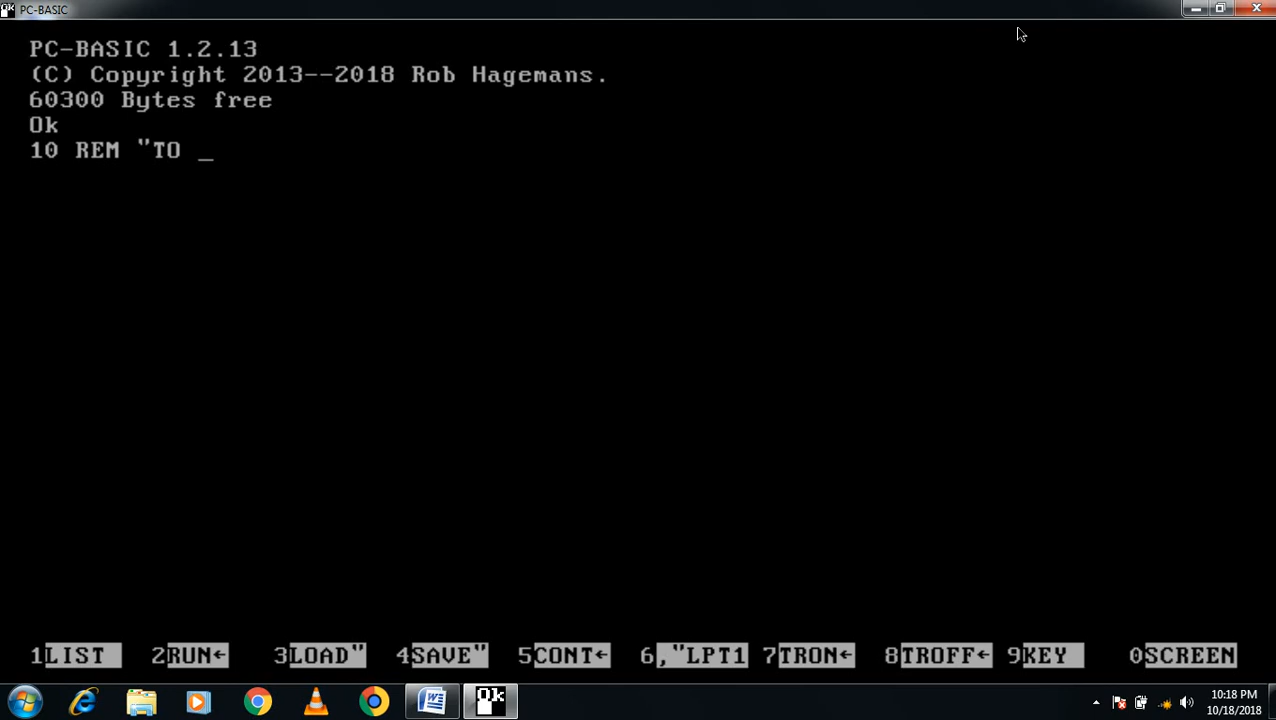 PC-BASIC
PC-BASIC 1.2.13
(C) Copyright 2013--2018 Rob Hagemans.
60300 Bytes free
Ok
10 REM "TO _
1LIST 2RUN← 3LOAD" 4SAVE" 5CONT← 6,"LPT1 7TRON← 8TROFF← 9KEY 0SCREEN
10:18 PM
10/18/2018